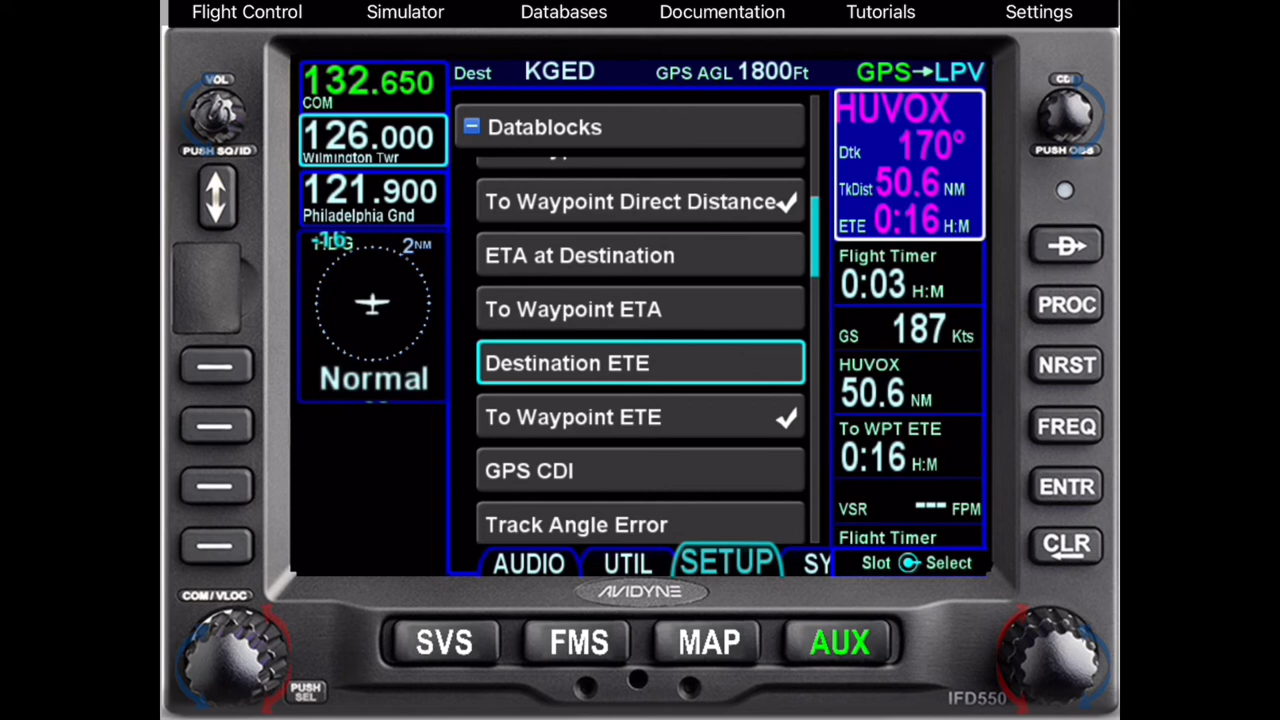 Flight Control Simulator Databases Documentation Tutorials Settings
VOL
PUSH SQ/ID
132.650
COM
126.000
Wilmington Twr
121.900
Philadelphia Gnd
2NM
Normal
Dest KGED GPS AGL 1800Ft GPS→LPV
Datablocks
To Waypoint Direct Distance
ETA at Destination
To Waypoint ETA
Destination ETE
To Waypoint ETE
GPS CDI
Track Angle Error
AUDIO UTIL SETUP SY
HUVOX
Dtk 170°
TkDist 50.6 NM
ETE 0:16 H:M
Flight Timer
0:03 H:M
GS 187 Kts
HUVOX
50.6 NM
To WPT ETE
0:16 H:M
VSR --- FPM
Flight Timer
Slot Select
CDI
PUSH OBS
D
PROC
NRST
FREQ
ENTR
CLR
AVIDYNE
COM / VLOC
PUSH SEL
SVS FMS MAP AUX
IFD550